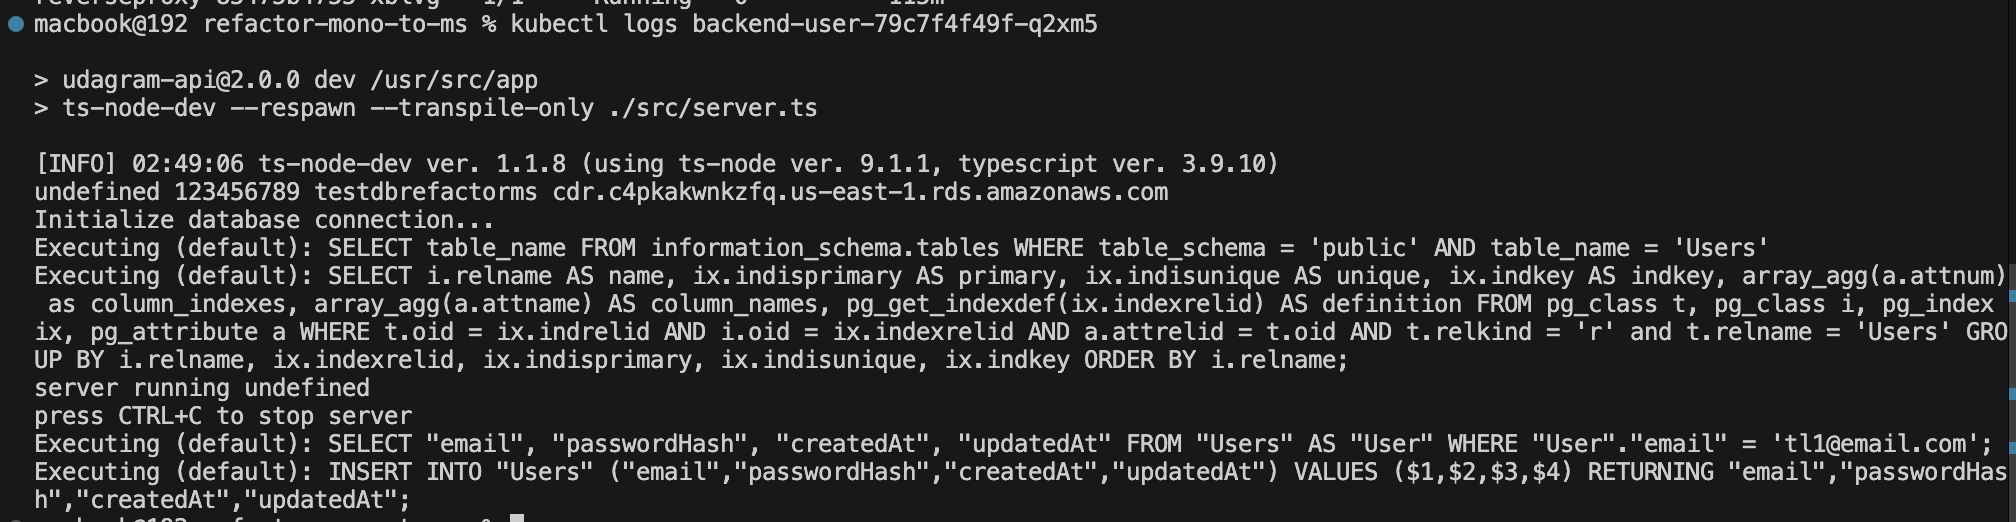 macbook@192 refactor-mono-to-ms % kubectl logs backend-user-79c7f4f49f-q2xm5
> udagram-api@2.0.0 dev /usr/src/app
> ts-node-dev --respawn --transpile-only ./src/server.ts
[INFO] 02:49:06 ts-node-dev ver. 1.1.8 (using ts-node ver. 9.1.1, typescript ver. 3.9.10)
undefined 123456789 testdbrefactorms cdr.c4pkakwnkzfq.us-east-1.rds.amazonaws.com
Initialize database connection...
Executing (default): SELECT table_name FROM information_schema.tables WHERE table_schema = 'public' AND table_name = 'Users'
Executing (default): SELECT i.relname AS name, ix.indisprimary AS primary, ix.indisunique AS unique, ix.indkey AS indkey, array_agg(a.attnum)
as column_indexes, array_agg(a.attname) AS column_names, pg_get_indexdef(ix.indexrelid) AS definition FROM pg_class t, pg_class i, pg_index
ix, pg_attribute a WHERE t.oid = ix.indrelid AND i.oid = ix.indexrelid AND a.attrelid = t.oid AND t.relkind = 'r' and t.relname = 'Users' GRO
UP BY i.relname, ix.indexrelid, ix.indisprimary, ix.indisunique, ix.indkey ORDER BY i.relname;
server running undefined
press CTRL+C to stop server
Executing (default): SELECT "email", "passwordHash", "createdAt", "updatedAt" FROM "Users" AS "User" WHERE "User"."email" = 'tl1@email.com';
Executing (default): INSERT INTO "Users" ("email","passwordHash","createdAt","updatedAt") VALUES ($1,$2,$3,$4) RETURNING "email","passwordHas
h","createdAt","updatedAt";